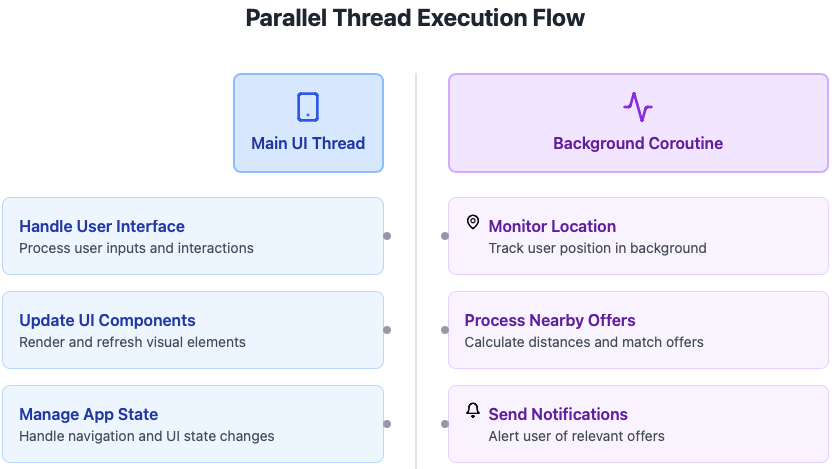 Parallel Thread Execution Flow
Main UI Thread
Background Coroutine
Handle User Interface
Process user inputs and interactions
Monitor Location
Track user position in background
Update UI Components
Render and refresh visual elements
Process Nearby Offers
Calculate distances and match offers
Manage App State
Handle navigation and UI state changes
Send Notifications
Alert user of relevant offers